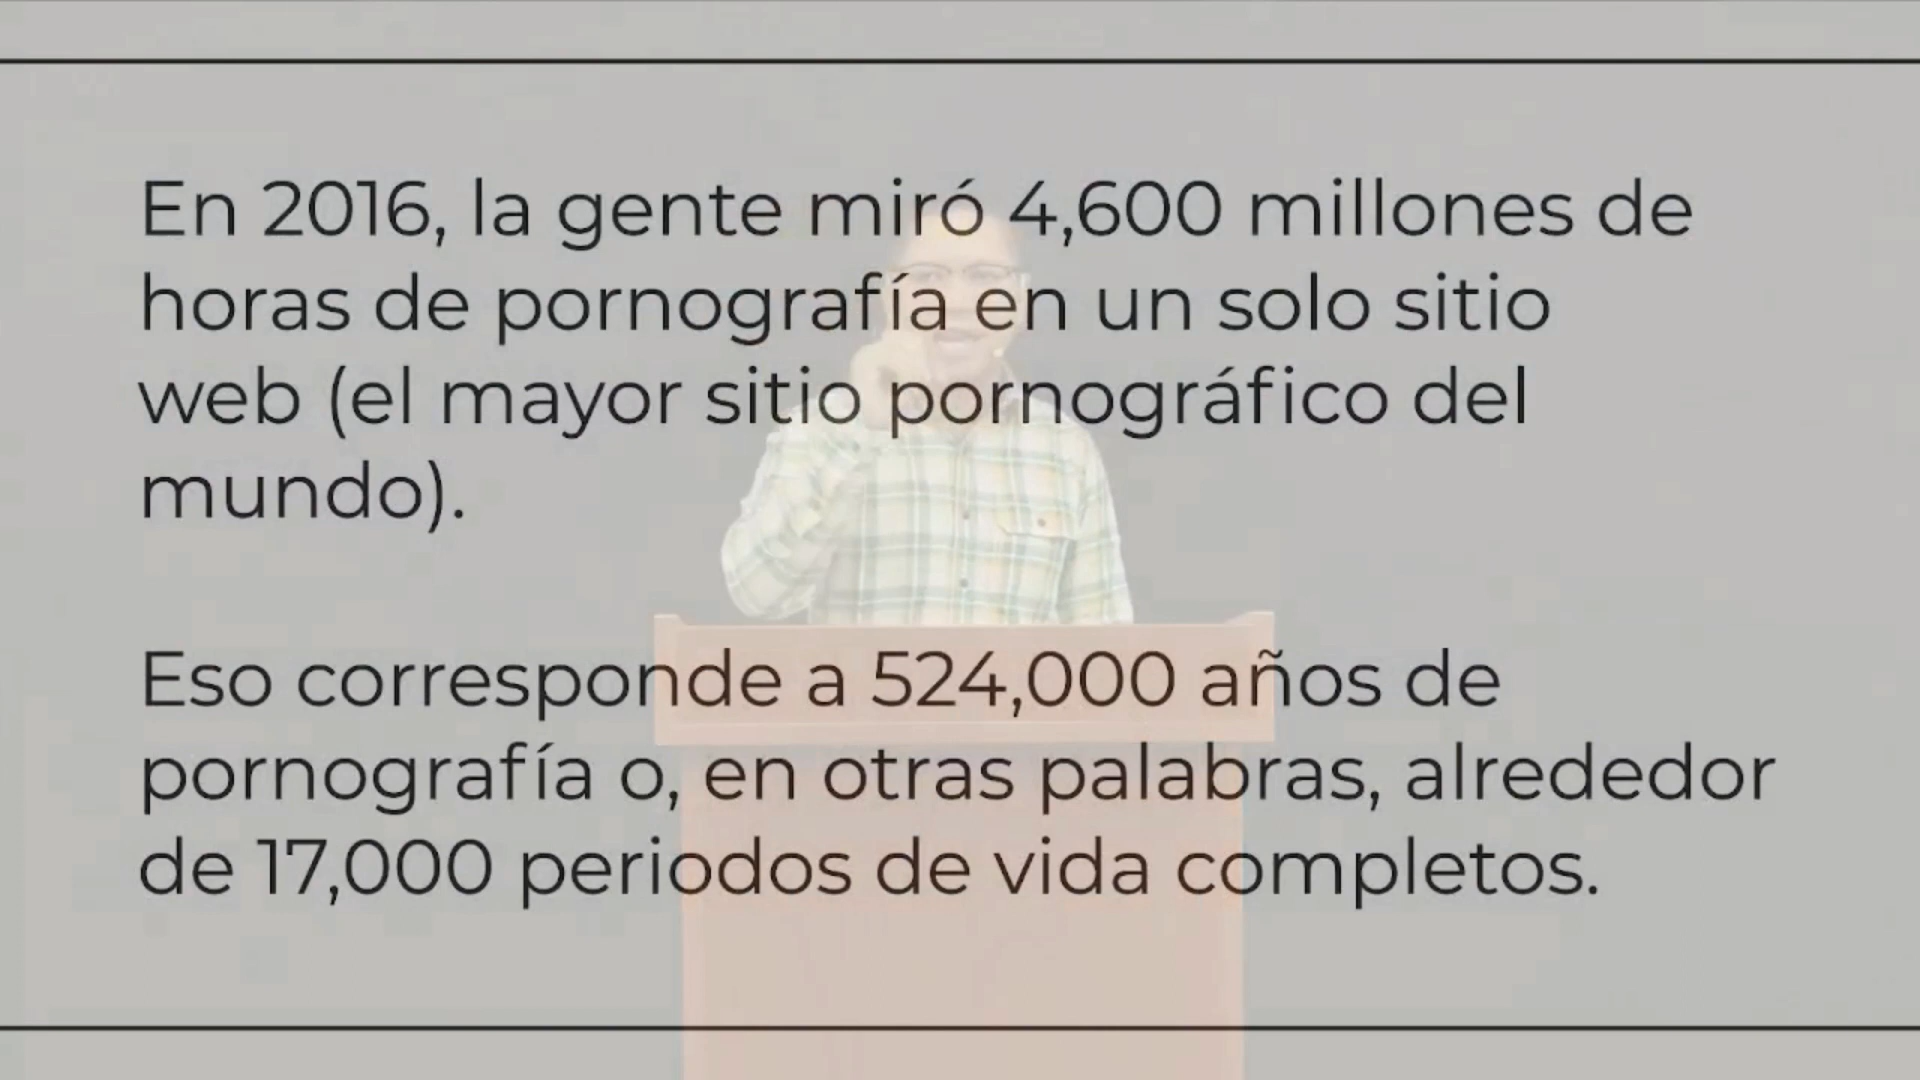 En 2016, la gente miró 4,600 millones de
horas de pornografía en un solo sitio
web (el mayor sitio pornográfico del
mundo).
Eso corresponde a 524,000 años de
pornografía o, en otras palabras, alrededor
de 17,000 periodos de vida completos.